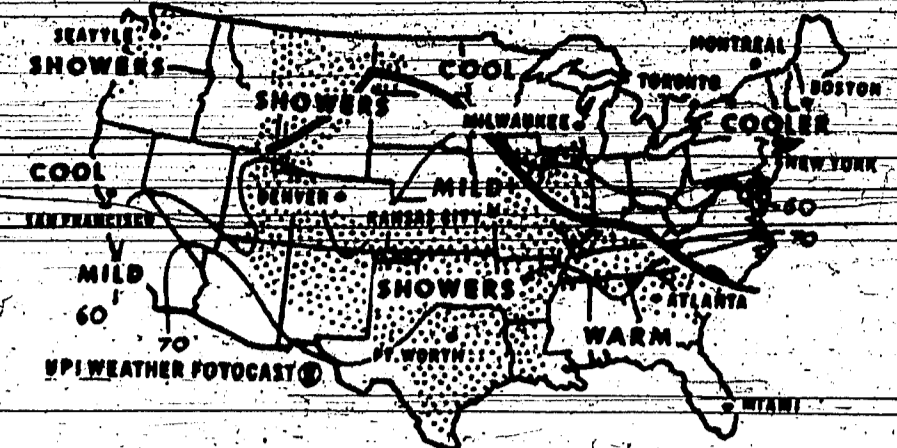 SEATTLE
SHOWERS
MONTREAL
COOL
TORONTO
BOSTON
SHOWERS
MILWAUKEE
COOLER
NEW YORK
COOL
DENVER
MILD
60
SAN FRANCISCO
KANSAS CITY
70
MILD
SHOWERS
ATLANTA
60
WARM
70
FT. WORTH
UPI WEATHER FOTOCAST
MIAMI